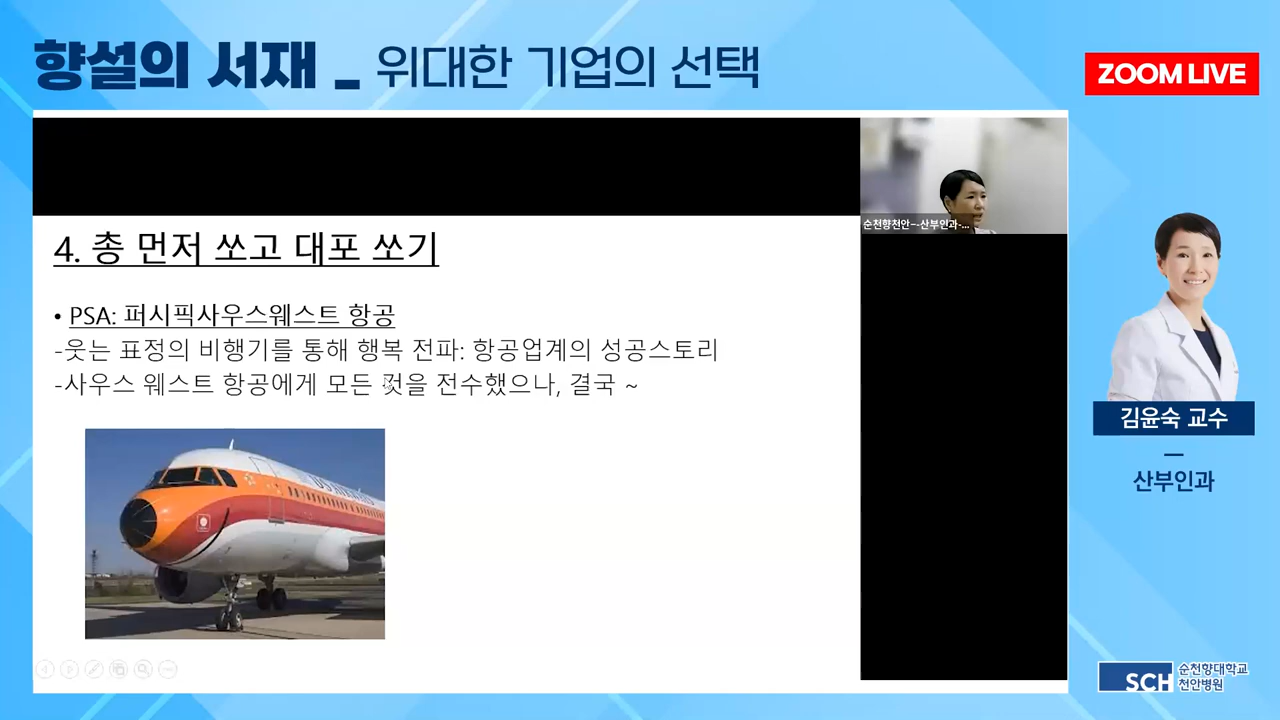 향설의 서재 _ 위대한 기업의 선택
ZOOM LIVE
순천향천안-·산부인과-...
4. 총 먼저 쏘고 대포 쏘기
• PSA: 퍼시픽사우스웨스트 항공
-웃는 표정의 비행기를 통해 행복 전파: 항공업계의 성공스토리
-사우스 웨스트 항공에게 모든 것을 전수했으나, 결국 ~
김윤숙 교수
산부인과
SCH 순천향대학교
천안병원